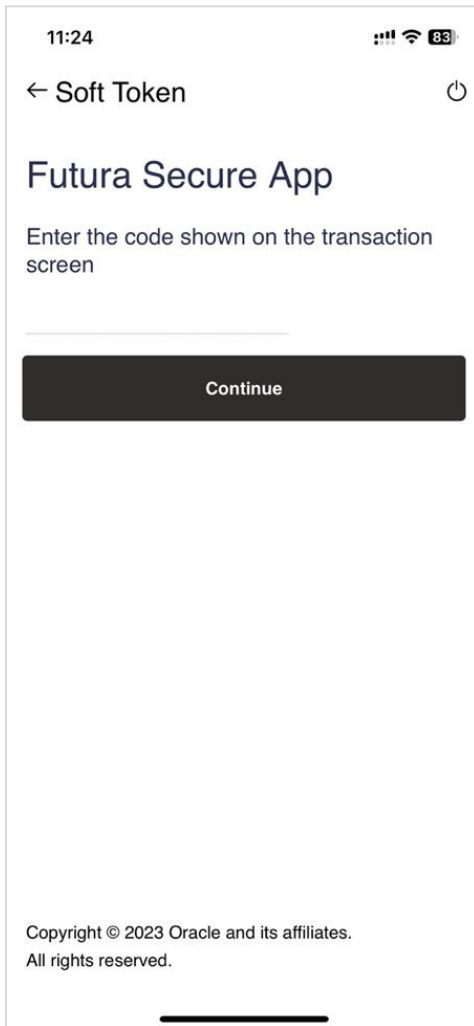 11:24
83
← Soft Token
Futura Secure App
Enter the code shown on the transaction
screen
Continue
Copyright © 2023 Oracle and its affiliates.
All rights reserved.